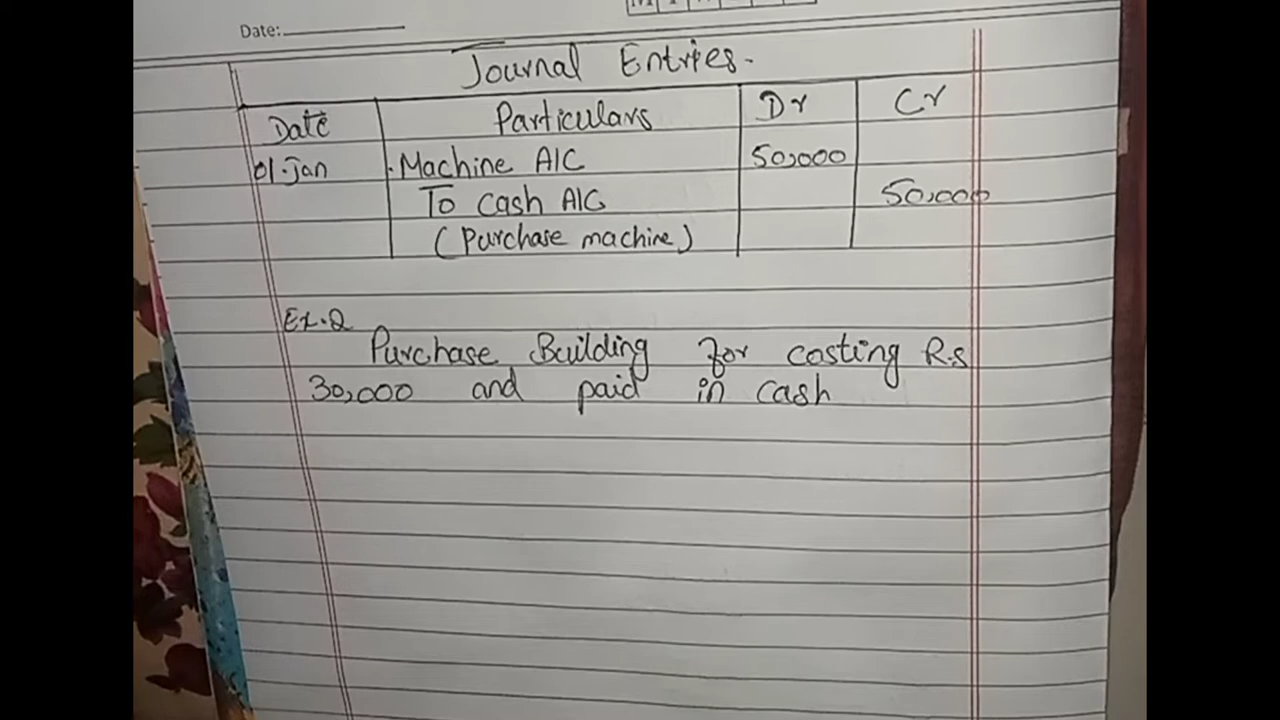 Date:
Journal Entries.
Date Particulars Dr Cr
01.Jan Machine A/C 50,000
To Cash A/C 50,000
(Purchase machine)
Ex.2
Purchase Building for costing R.s
30,000 and paid in cash